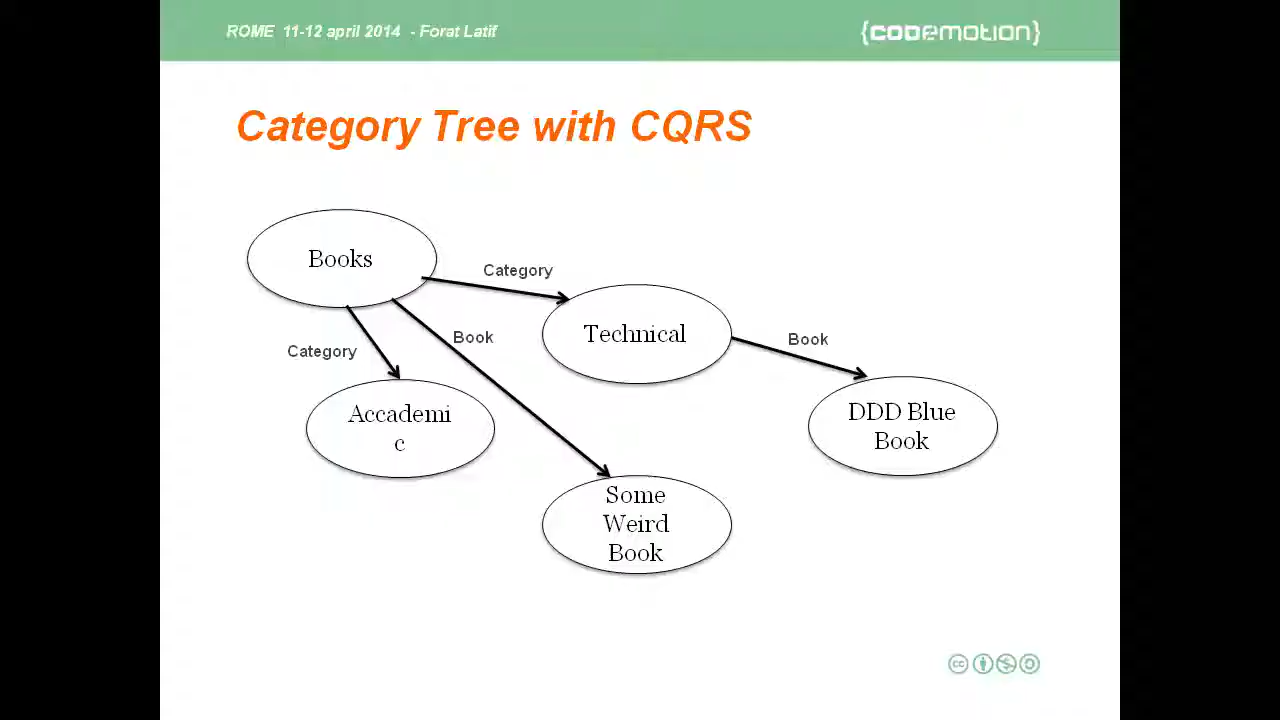 ROME 11-12 april 2014 - Forat Latif
{CODEMOTION}
Category Tree with CQRS
Books
Category
Technical
Book
Book
Category
Accademi
c
DDD Blue
Book
Some
Weird
Book
cc